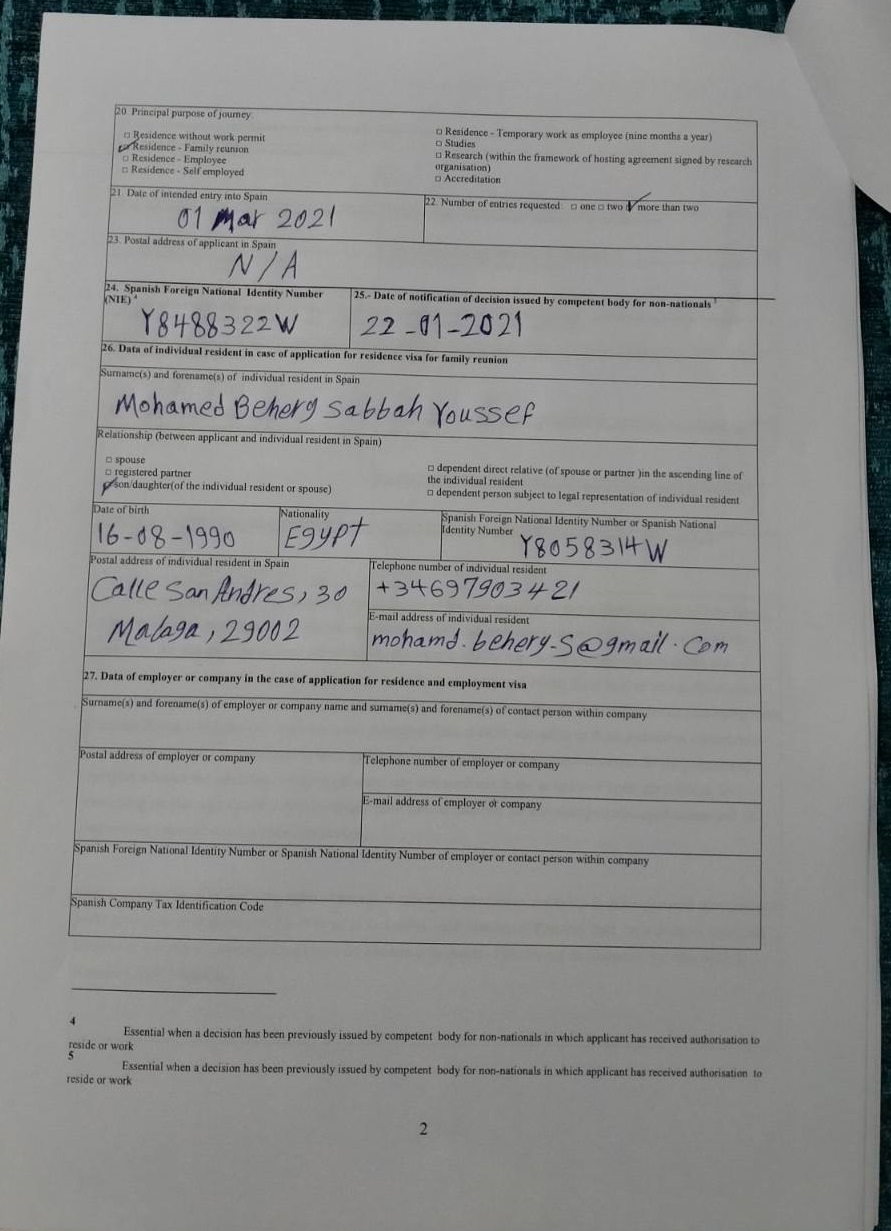 20 Principal purpose of journey:
□ Residence without work permit
□ Residence - Family reunion
□ Residence - Employee
□ Residence - Self employed
□ Residence - Temporary work as employee (nine months a year)
□ Studies
□ Research (within the framework of hosting agreement signed by research
organisation)
□ Accreditation
21. Date of intended entry into Spain
01 Mar 2021
22. Number of entries requested: □ one □ two □ more than two
23. Postal address of applicant in Spain
N/A
24. Spanish Foreign National Identity Number
(NIE) 4
Y8488322W
25.- Date of notification of decision issued by competent body for non-nationals 5
22-01-2021
26. Data of individual resident in case of application for residence visa for family reunion
Surname(s) and forename(s) of individual resident in Spain
Mohamed Behery Sabbah Youssef
Relationship (between applicant and individual resident in Spain)
□ spouse
□ registered partner
□ son/daughter(of the individual resident or spouse)
□ dependent direct relative (of spouse or partner )in the ascending line of
the individual resident
□ dependent person subject to legal representation of individual resident
Date of birth
16-08-1990
Nationality
Egypt
Spanish Foreign National Identity Number or Spanish National
Identity Number
Y8058314W
Postal address of individual resident in Spain
Calle San Andres, 30
Malaga, 29002
Telephone number of individual resident
+34697903421
E-mail address of individual resident
mohamd.behery-S@gmail.com
27. Data of employer or company in the case of application for residence and employment visa
Surname(s) and forename(s) of employer or company name and surname(s) and forename(s) of contact person within company
Postal address of employer or company
Telephone number of employer or company
E-mail address of employer or company
Spanish Foreign National Identity Number or Spanish National Identity Number of employer or contact person within company
Spanish Company Tax Identification Code
4
Essential when a decision has been previously issued by competent body for non-nationals in which applicant has received authorisation to
reside or work
5
Essential when a decision has been previously issued by competent body for non-nationals in which applicant has received authorisation to
reside or work
2